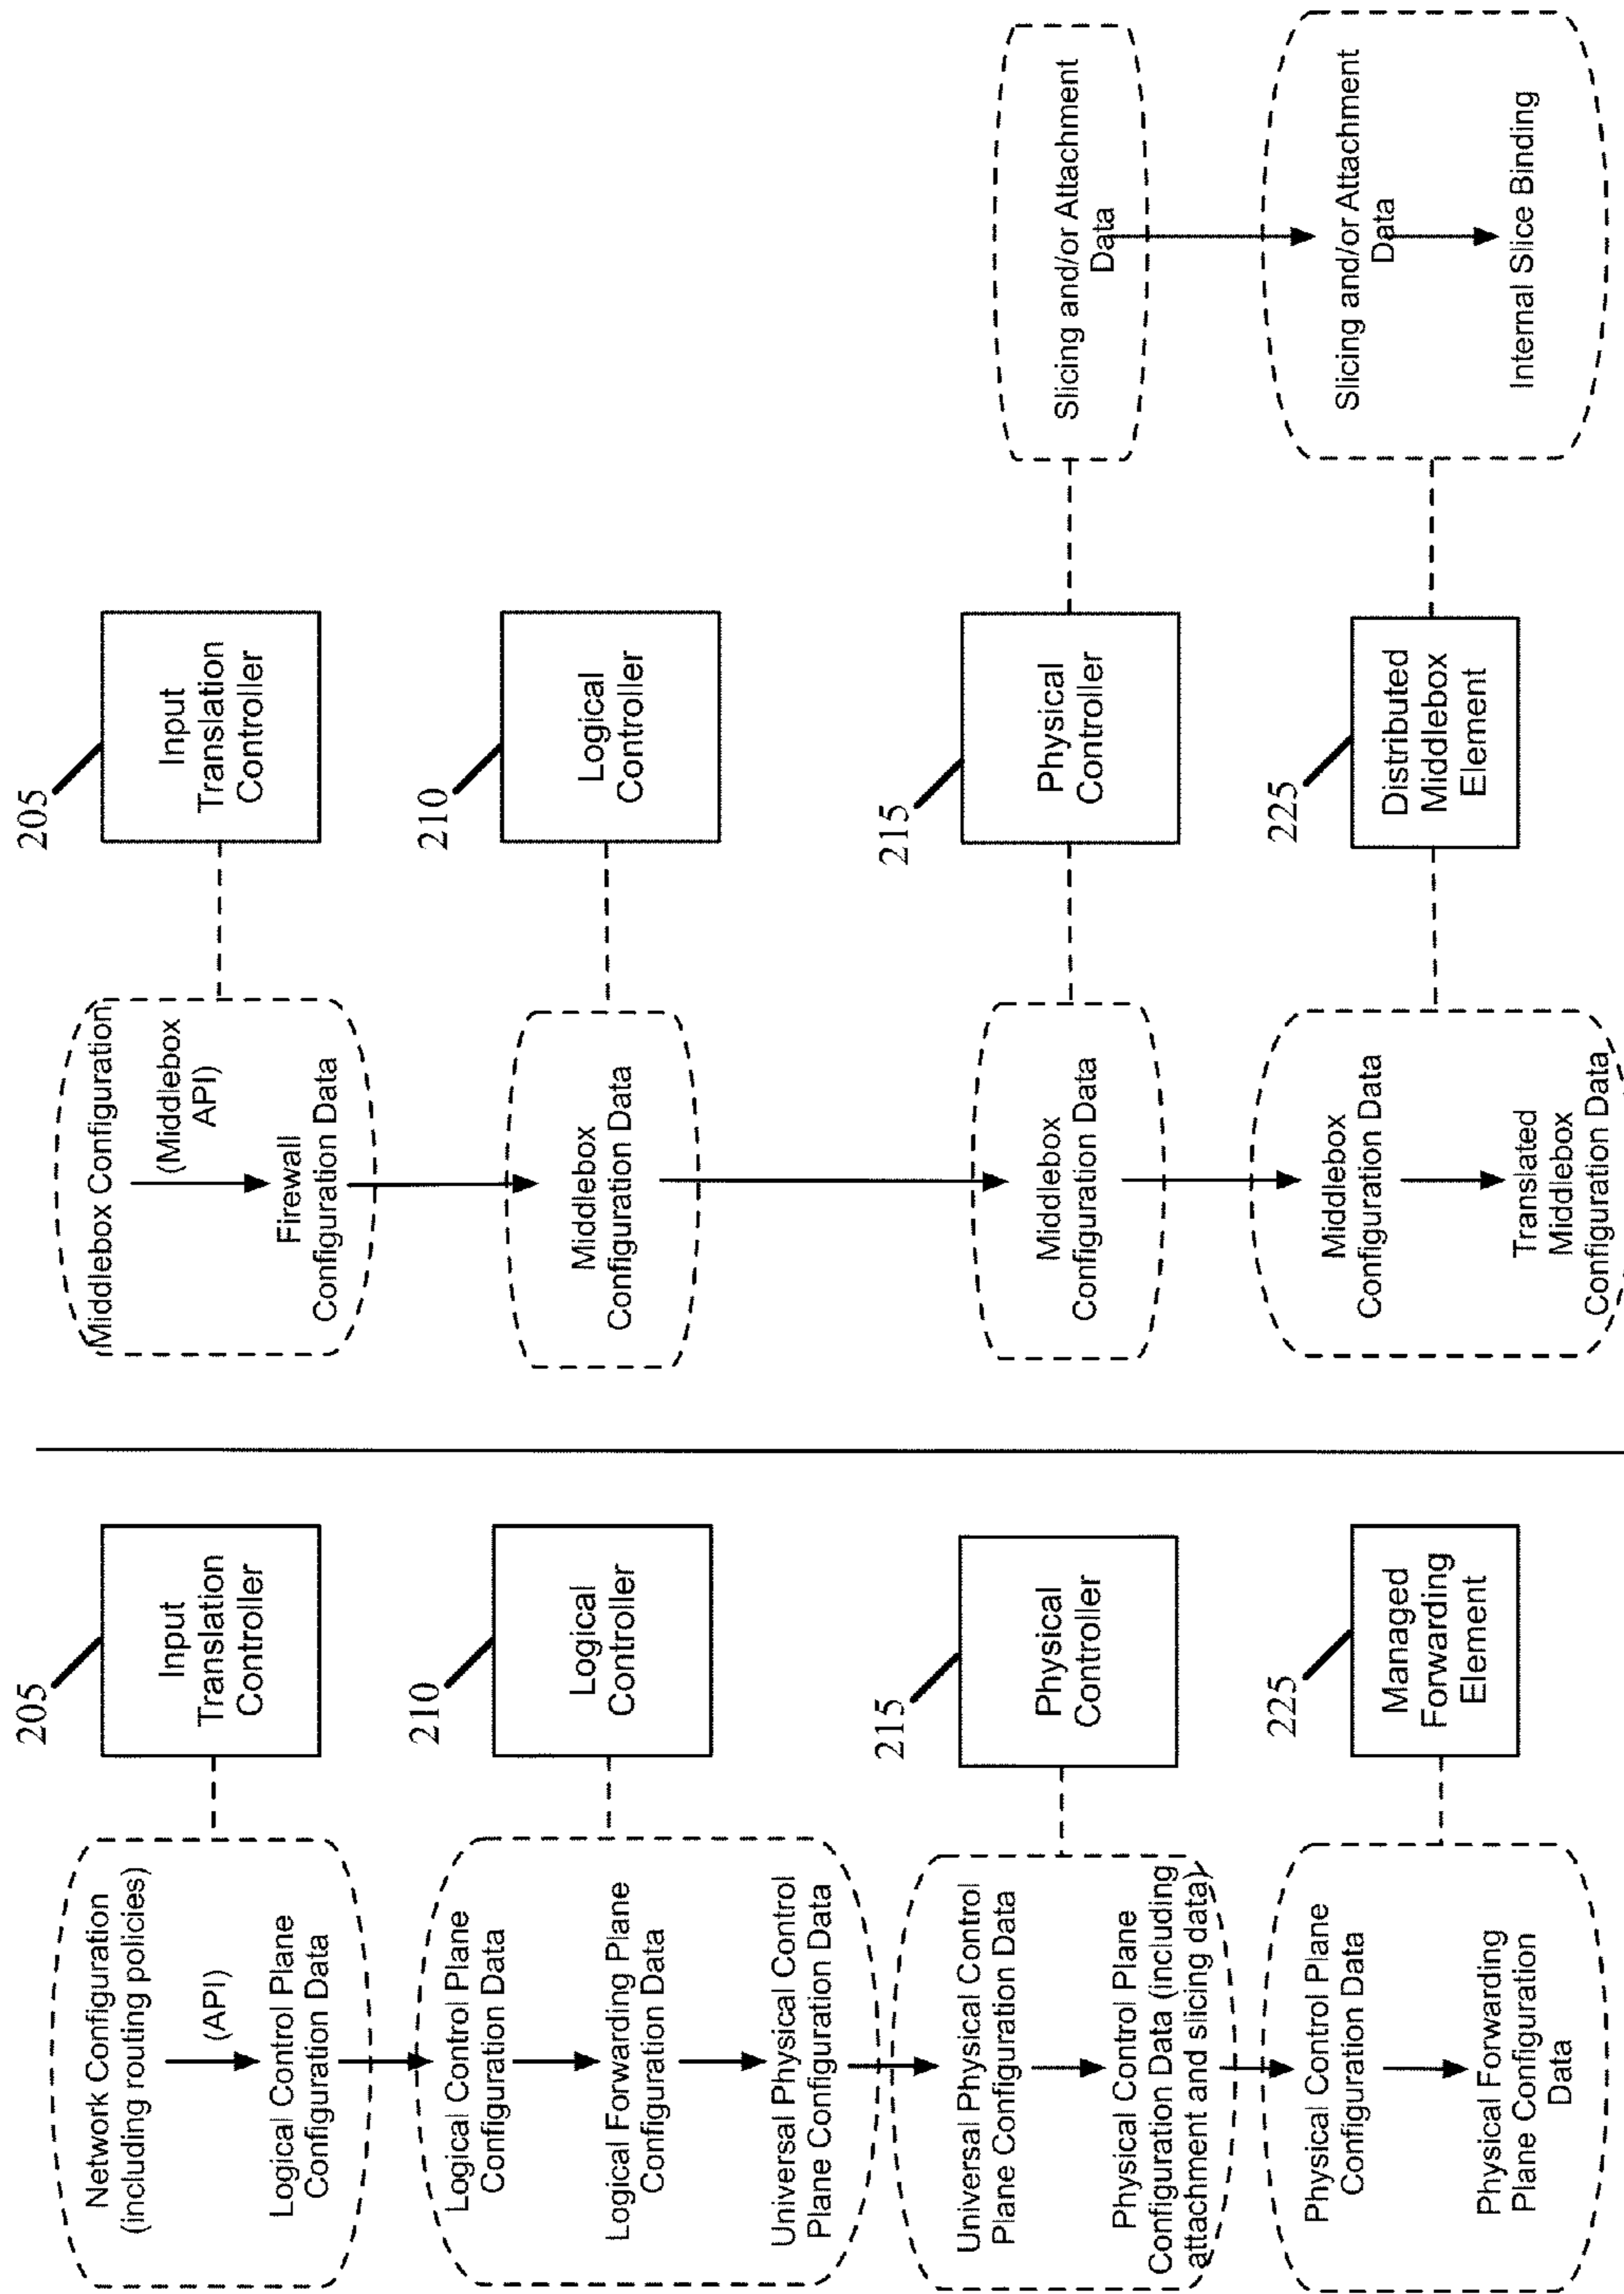 Network Configuration
(including routing policies)
(API)
Logical Control Plane
Configuration Data
205
Input
Translation
Controller
Logical Control Plane
Configuration Data
Logical Forwarding Plane
Configuration Data
Universal Physical Control
Plane Configuration Data
210
Logical
Controller
Universal Physical Control
Plane Configuration Data
Physical Control Plane
Configuration Data (including
attachment and slicing data)
215
Physical
Controller
Physical Control Plane
Configuration Data
Physical Forwarding
Plane Configuration
Data
225
Managed
Forwarding
Element
Middlebox Configuration
(Middlebox
API)
Firewall
Configuration Data
205
Input
Translation
Controller
Middlebox
Configuration Data
210
Logical
Controller
Middlebox
Configuration Data
215
Physical
Controller
Slicing and/or Attachment
Data
Middlebox
Configuration Data
Translated
Middlebox
Configuration Data
225
Distributed
Middlebox
Element
Slicing and/or Attachment
Data
Internal Slice Binding